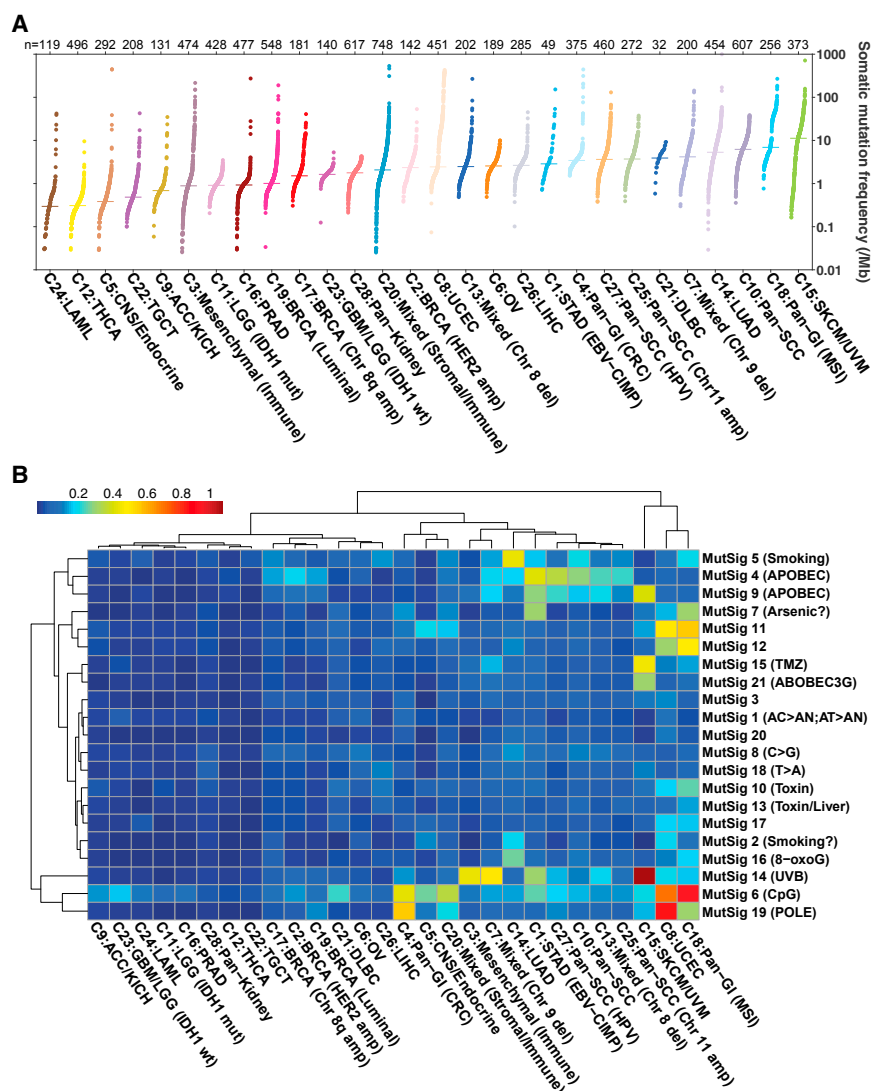 A
n=119 496 292 208 131 474 428 477 548 181 140 617 748 142 451 202 189 285 49 375 460 272 32 200 454 607 256 373
1000
100
10
1
0.1
0.01
Somatic mutation frequency (/Mb)
C24:LAML
C12:THCA
C5:CNS/Endocrine
C22:TGCT
C9:ACC/KICH
C3:Mesenchymal (Immune)
C11:LGG (IDH1 mut)
C16:PRAD
C19:BRCA (Luminal)
C17:BRCA (Chr 8q amp)
C23:GBM/LGG (IDH1 wt)
C28:Pan−Kidney
C20:Mixed (Stromal/Immune)
C2:BRCA (HER2 amp)
C8:UCEC
C13:Mixed (Chr 8 del)
C6:OV
C26:LIHC
C1:STAD (EBV−CIMP)
C4:Pan−GI (CRC)
C27:Pan−SCC (HPV)
C25:Pan−SCC (Chr11 amp)
C21:DLBC
C7:Mixed (Chr 9 del)
C14:LUAD
C10:Pan−SCC
C18:Pan−GI (MSI)
C15:SKCM/UVM
B
0.2 0.4 0.6 0.8 1
MutSig 5 (Smoking)
MutSig 4 (APOBEC)
MutSig 9 (APOBEC)
MutSig 7 (Arsenic?)
MutSig 11
MutSig 12
MutSig 15 (TMZ)
MutSig 21 (ABOBEC3G)
MutSig 3
MutSig 1 (AC>AN;AT>AN)
MutSig 20
MutSig 8 (C>G)
MutSig 18 (T>A)
MutSig 10 (Toxin)
MutSig 13 (Toxin/Liver)
MutSig 17
MutSig 2 (Smoking?)
MutSig 16 (8−oxoG)
MutSig 14 (UVB)
MutSig 6 (CpG)
MutSig 19 (POLE)
C9:ACC/KICH
C23:GBM/LGG (IDH1 wt)
C24:LAML
C11:LGG (IDH1 mut)
C16:PRAD
C28:Pan−Kidney
C12:THCA
C22:TGCT
C17:BRCA (Chr 8q amp)
C2:BRCA (HER2 amp)
C19:BRCA (Luminal)
C21:DLBC
C6:OV
C26:LIHC
C4:Pan−GI (CRC)
C5:CNS/Endocrine
C20:Mixed (Stromal/Immune)
C3:Mesenchymal (Immune)
C7:Mixed (Chr 9 del)
C14:LUAD
C1:STAD (EBV−CIMP)
C27:Pan−SCC (HPV)
C10:Pan−SCC
C13:Mixed (Chr 8 del)
C25:Pan−SCC (Chr 11 amp)
C15:SKCM/UVM
C8:UCEC
C18:Pan−GI (MSI)